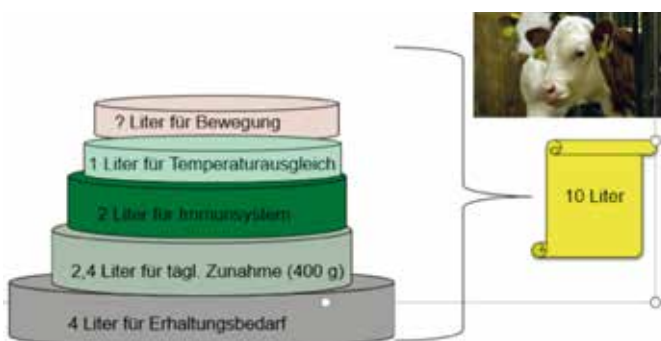 ? Liter für Bewegung
1 Liter für Temperaturausgleich
2 Liter für Immunsystem
2,4 Liter für tägl. Zunahme (400 g)
4 Liter für Erhaltungsbedarf
10 Liter